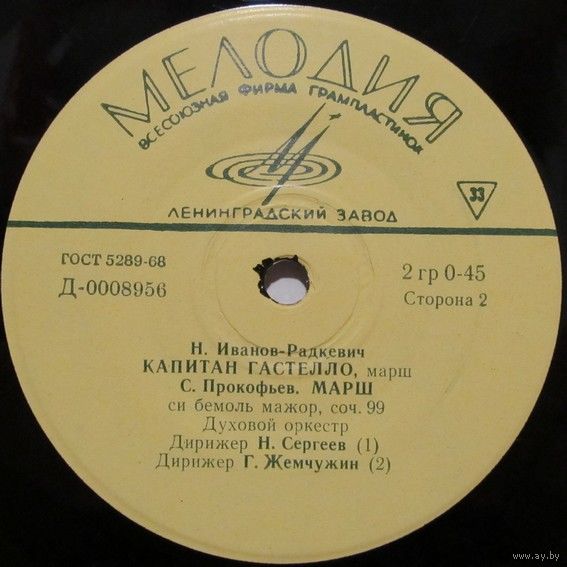 МЕЛОДИЯ
ВСЕСОЮЗНАЯ ФИРМА ГРАМПЛАСТИНОК
33
ЛЕНИНГРАДСКИЙ ЗАВОД
ГОСТ 5289-68
2 гр 0-45
Д-0008956
Сторона 2
Н. Иванов-Радкевич
КАПИТАН ГАСТЕЛЛО, марш
С. Прокофьев. МАРШ
си бемоль мажор, соч. 99
Духовой оркестр
Дирижер Н. Сергеев (1)
Дирижер Г. Жемчужин (2)
www.ay.by